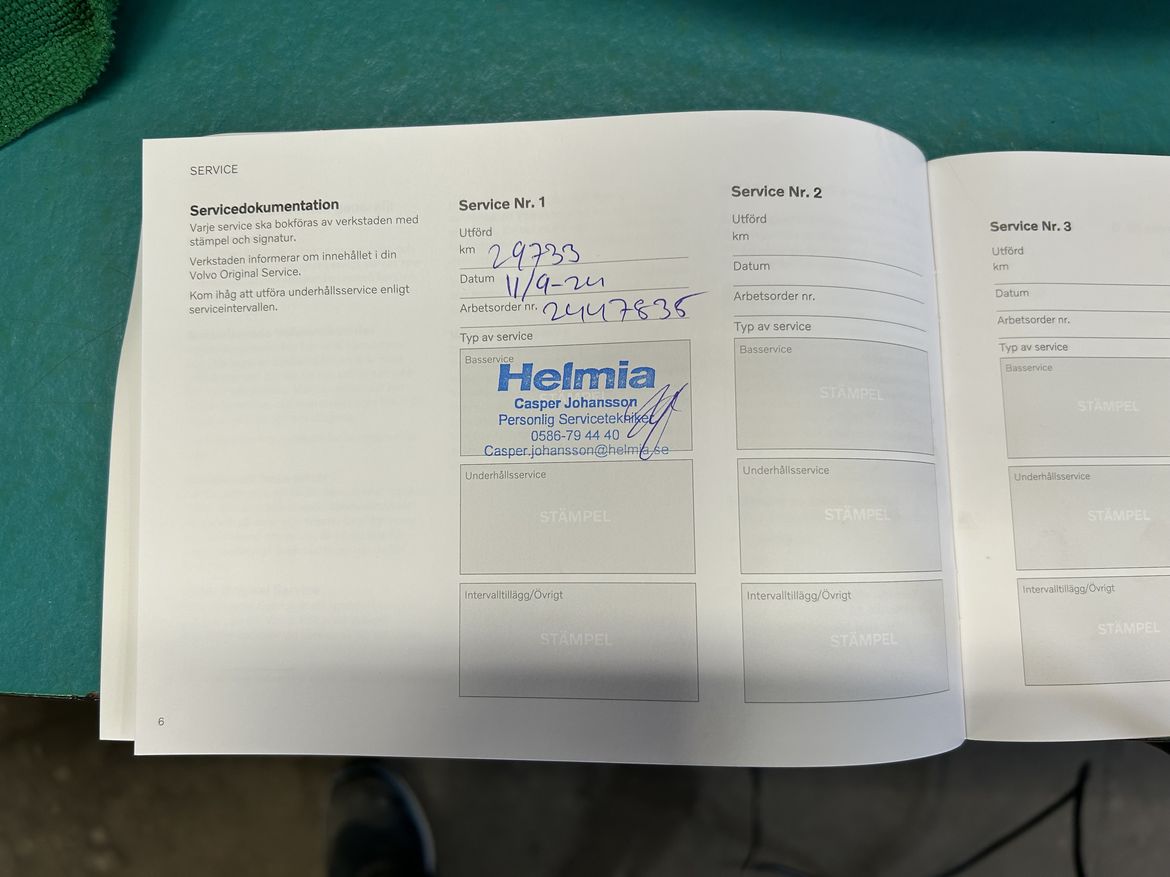 SERVICE
Servicedokumentation
Varje service ska bokföras av verkstaden med
stämpel och signatur.
Verkstaden informerar om innehållet i din
Volvo Original Service.
Kom ihåg att utföra underhållsservice enligt
serviceintervallen.
6
Service Nr. 1
Utförd
km 29733
Datum 11/9-24
Arbetsorder nr. 2447835
Typ av service
Basservice
Helmia
Casper Johansson
Personlig Servicetekniker
0586-79 44 40
Casper.johansson@helmia.se
Underhållsservice
STÄMPEL
Intervalltillägg/Övrigt
STÄMPEL
Service Nr. 2
Utförd
km
Datum
Arbetsorder nr.
Typ av service
Basservice
STÄMPEL
Underhållsservice
STÄMPEL
Intervalltillägg/Övrigt
STÄMPEL
Service Nr. 3
Utförd
km
Datum
Arbetsorder nr.
Typ av service
Basservice
STÄMPEL
Underhållsservice
STÄMPEL
Intervalltillägg/Övrigt
STÄMPEL